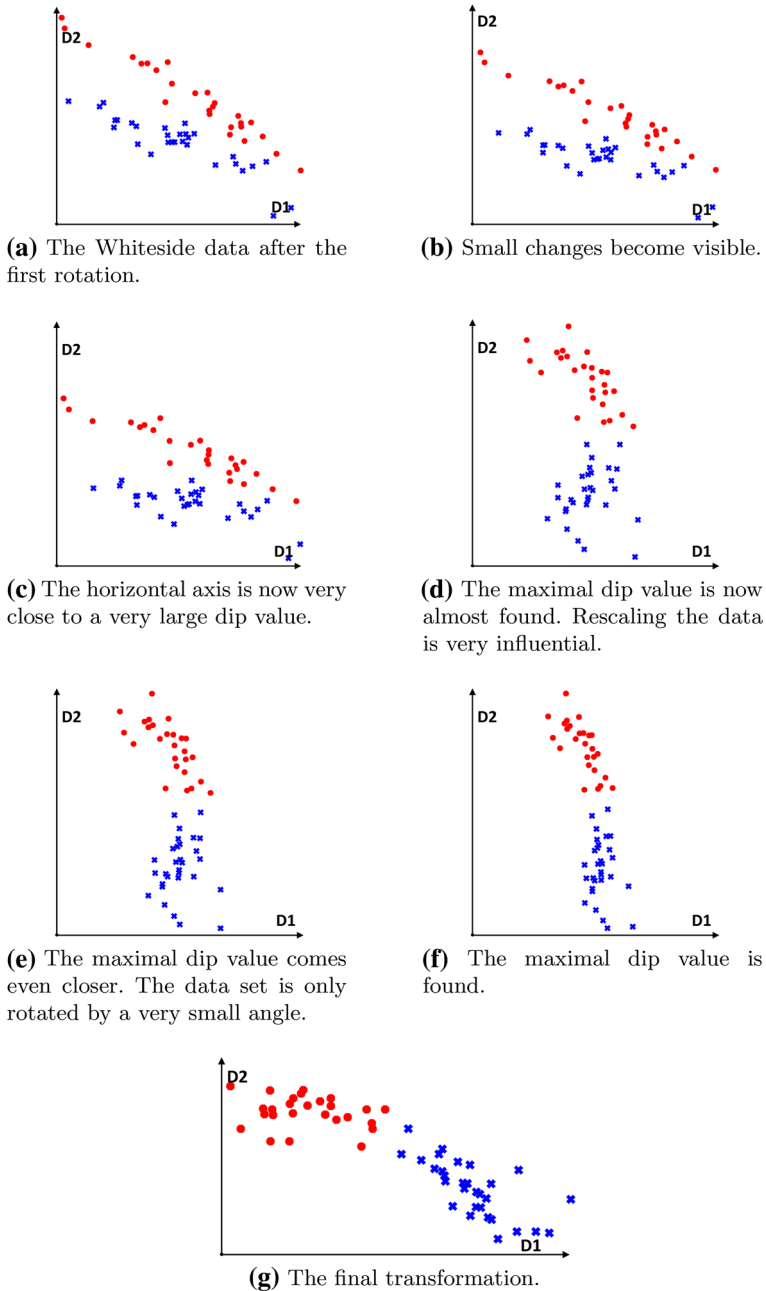 D2
D1
(a) The Whiteside data after the
first rotation.
D2
D1
(b) Small changes become visible.
D2
D1
(c) The horizontal axis is now very
close to a very large dip value.
D2
D1
(d) The maximal dip value is now
almost found. Rescaling the data
is very influential.
D2
D1
(e) The maximal dip value comes
even closer. The data set is only
rotated by a very small angle.
D2
D1
(f) The maximal dip value is
found.
D2
D1
(g) The final transformation.